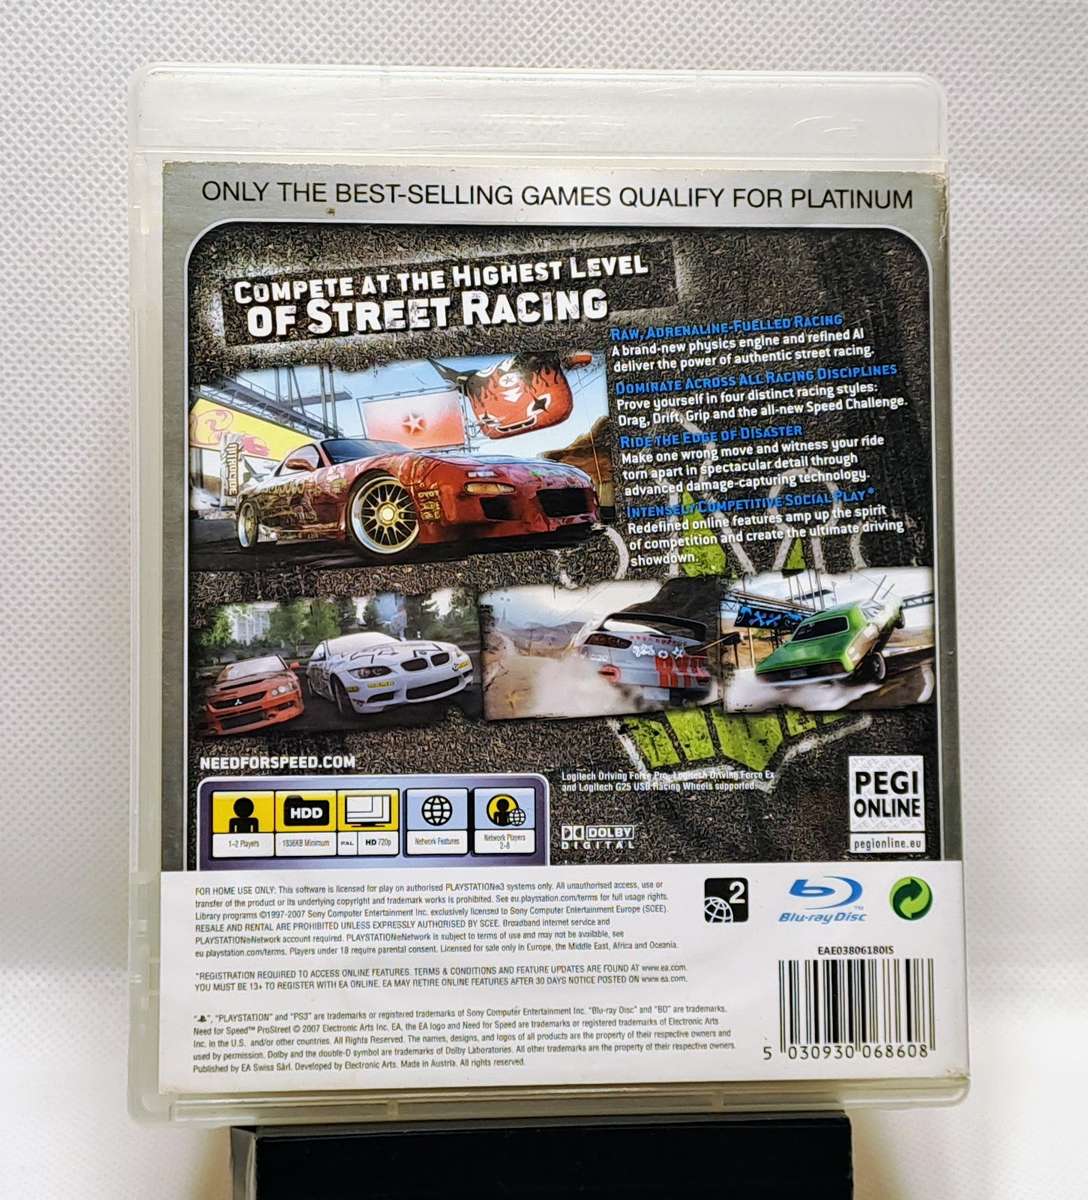 ONLY THE BEST-SELLING GAMES QUALIFY FOR PLATINUM
COMPETE AT THE HIGHEST LEVEL
OF STREET RACING
RAW, ADRENALINE-FUELLED RACING
A brand-new physics engine and refined AI
deliver the power of authentic street racing.
DOMINATE ACROSS ALL RACING DISCIPLINES
Prove yourself in four distinct racing styles:
Drag, Drift, Grip and the all-new Speed Challenge.
RIDE THE EDGE OF DISASTER
Make one wrong move and witness your ride
torn apart in spectacular detail through
advanced damage-capturing technology.
INTENSELY COMPETITIVE SOCIAL PLAY*
Redefined online features amp up the spirit
of competition and create the ultimate driving
showdown.
NEEDFORSPEED.COM
Logitech Driving Force Pro, Logitech Driving Force Ex
and Logitech G25 USB Racing Wheels supported.
PEGI
ONLINE
pegionline.eu
HDD
1-2 Players
1836KB Minimum
PAL
HD 720p
Network Features
Network Players
2-8
DOLBY
DIGITAL
FOR HOME USE ONLY: This software is licensed for play on authorised PLAYSTATION®3 systems only. All unauthorised access, use or
transfer of the product or its underlying copyright and trademark works is prohibited. See eu.playstation.com/terms for full usage rights.
Library programs ©1997-2007 Sony Computer Entertainment Inc. exclusively licensed to Sony Computer Entertainment Europe (SCEE).
RESALE AND RENTAL ARE PROHIBITED UNLESS EXPRESSLY AUTHORISED BY SCEE. Broadband internet service and
PLAYSTATION®Network account required. PLAYSTATION®Network is subject to terms of use and may not be available, see
eu.playstation.com/terms. Players under 18 require parental consent. Licensed for sale only in Europe, the Middle East, Africa and Oceania.
*REGISTRATION REQUIRED TO ACCESS ONLINE FEATURES. TERMS & CONDITIONS AND FEATURE UPDATES ARE FOUND AT www.ea.com.
YOU MUST BE 13+ TO REGISTER WITH EA ONLINE. EA MAY RETIRE ONLINE FEATURES AFTER 30 DAYS NOTICE POSTED ON www.ea.com.
2
Blu-ray Disc
TM
EAE03806180IS
", "PLAYSTATION" and "PS3" are trademarks or registered trademarks of Sony Computer Entertainment Inc. "Blu-ray Disc" and "BD" are trademarks.
Need for Speed™ ProStreet © 2007 Electronic Arts Inc. EA, the EA logo and Need for Speed are trademarks or registered trademarks of Electronic Arts
Inc. in the U.S. and/or other countries. All Rights Reserved. The names, designs, and logos of all products are the property of their respective owners and
used by permission. Dolby and the double-D symbol are trademarks of Dolby Laboratories. All other trademarks are the property of their respective owners.
Published by EA Swiss Sàrl. Developed by Electronic Arts. Made in Austria. All rights reserved.
5 030930 068608